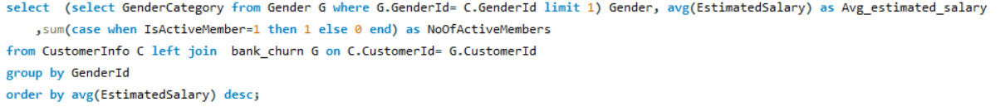 select  (select GenderCategory from Gender G where G.GenderId= C.GenderId limit 1) Gender, avg(EstimatedSalary) as Avg_estimated_salary
,sum(case when IsActiveMember=1 then 1 else 0 end) as NoOfActiveMembers
from CustomerInfo C left join  bank_churn G on C.CustomerId= G.CustomerId
group by GenderId
order by avg(EstimatedSalary) desc;